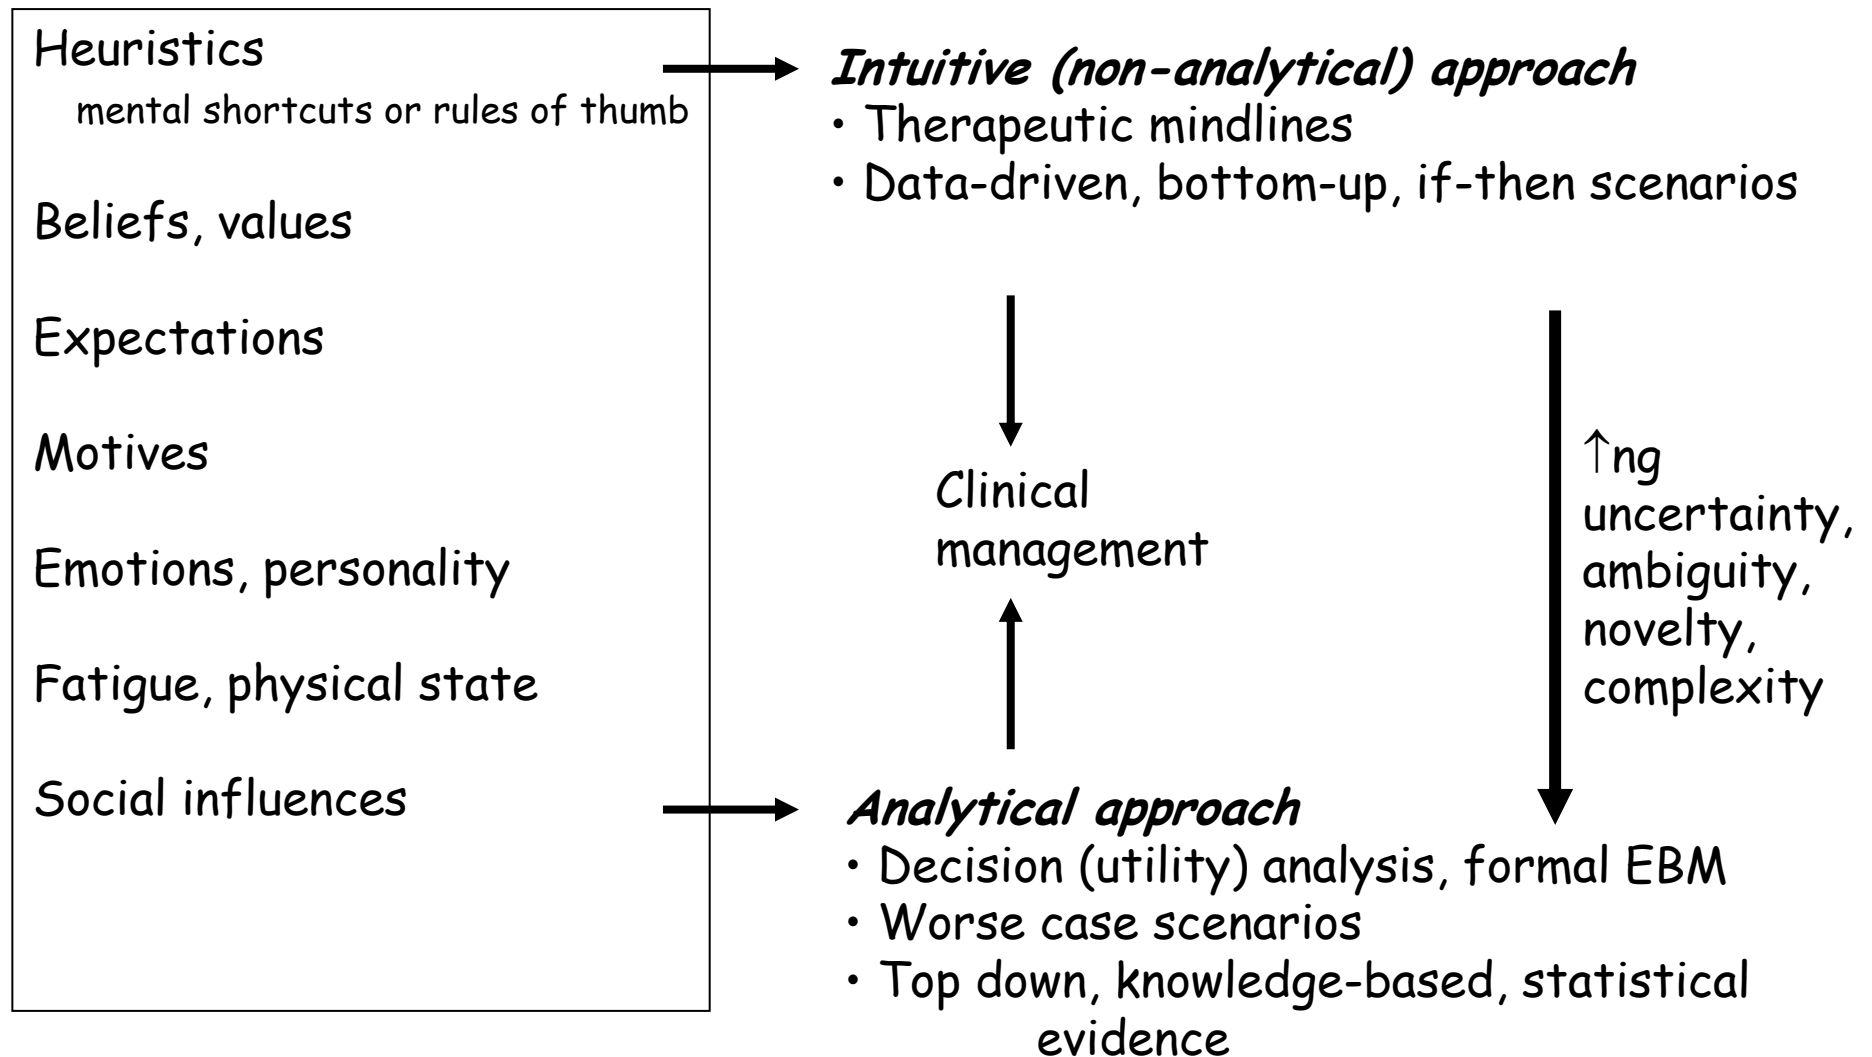 Heuristics
mental shortcuts or rules of thumb
Beliefs, values
Expectations
Motives
Emotions, personality
Fatigue, physical state
Social influences
Intuitive (non-analytical) approach
• Therapeutic mindlines
• Data-driven, bottom-up, if-then scenarios
Clinical
management
↑ng
uncertainty,
ambiguity,
novelty,
complexity
Analytical approach
• Decision (utility) analysis, formal EBM
• Worse case scenarios
• Top down, knowledge-based, statistical
evidence